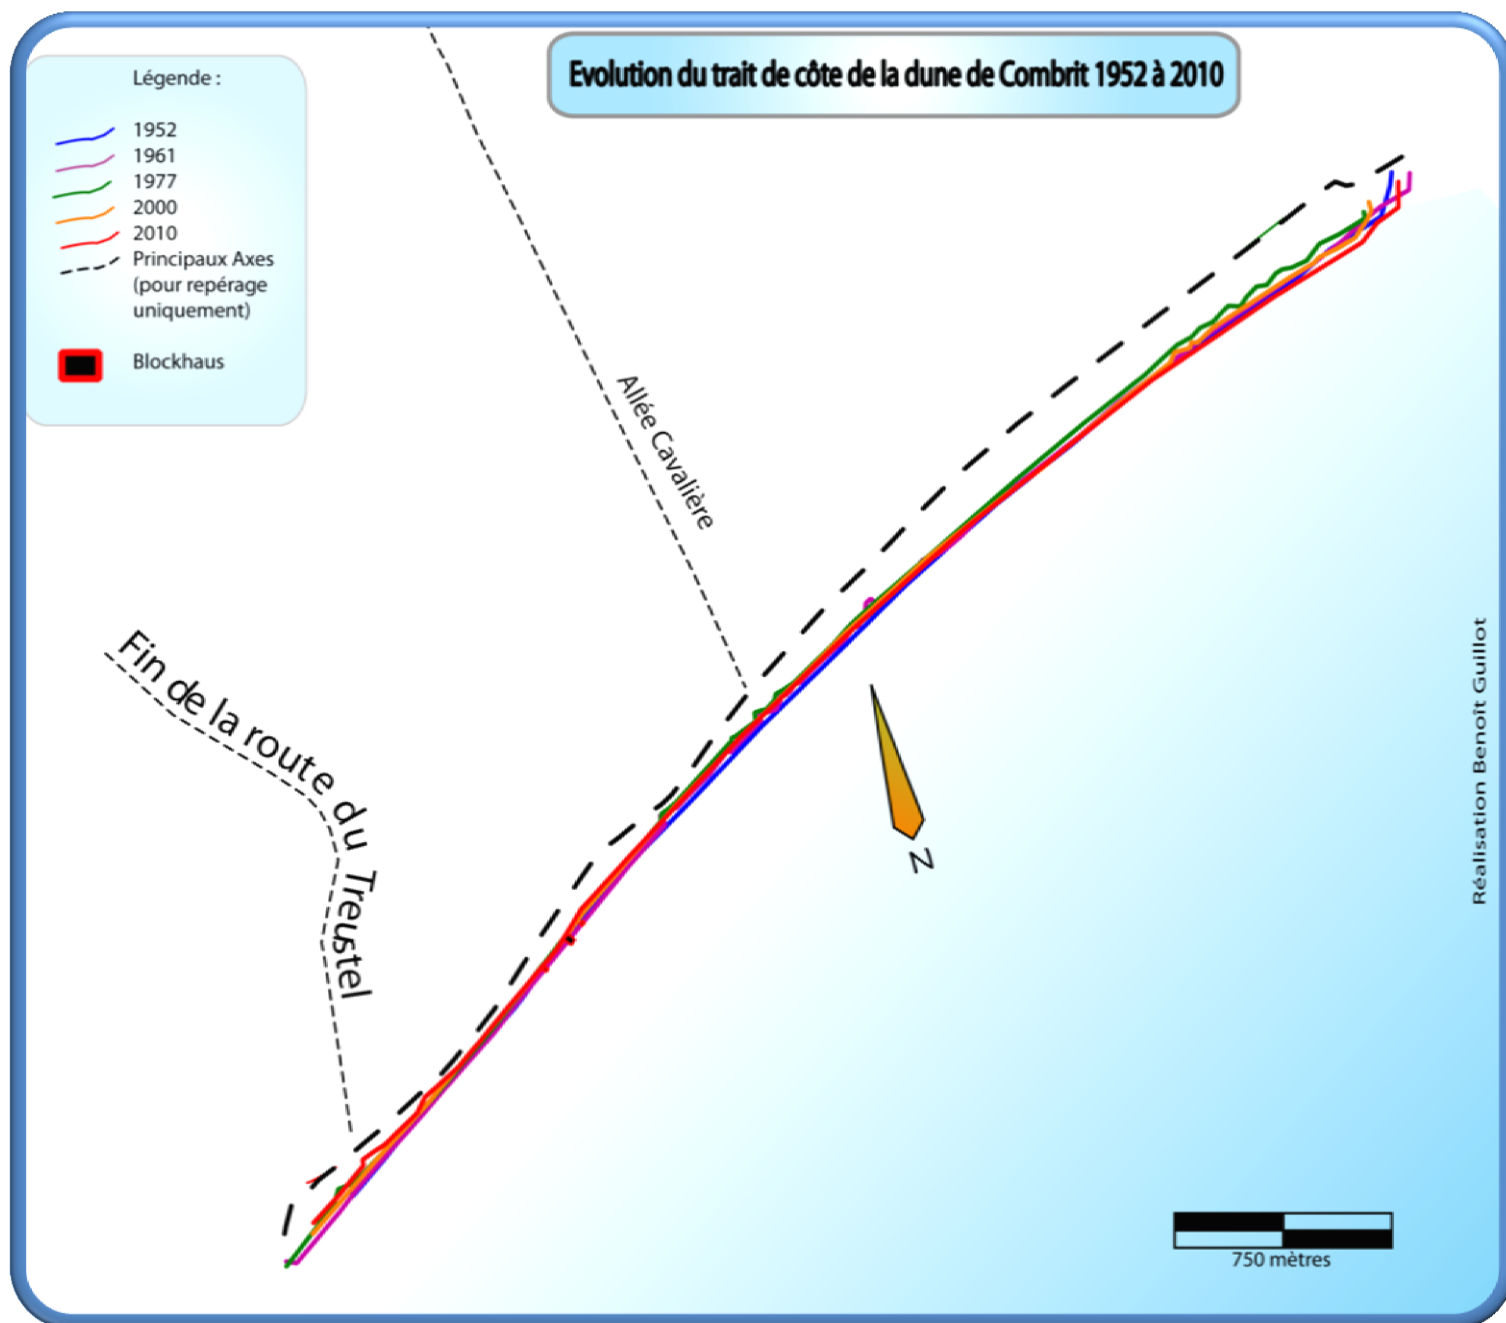 Evolution du trait de côte de la dune de Combrit 1952 à 2010
Légende :
1952
1961
1977
2000
2010
Principaux Axes
(pour repérage
uniquement)
Blockhaus
Allée Cavalière
Fin de la route du Treustel
N
Réalisation Benoît Guillot
750 mètres